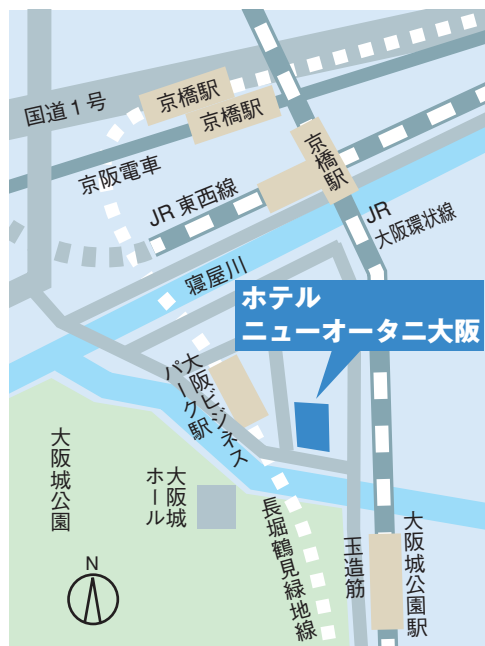 国道1号
京橋駅
京橋駅
京橋駅
京阪電車
JR東西線
JR
大阪環状線
寝屋川
ホテル
ニューオータニ大阪
大阪ビジネス
パーク駅
大阪城公園
大阪城
ホール
長堀鶴見緑地線
玉造筋
大阪城公園駅
N